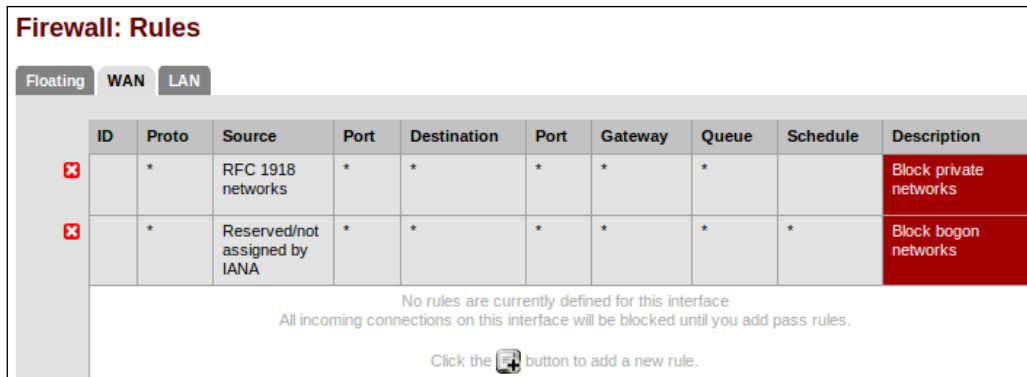 Firewall: Rules
Floating WAN LAN
ID Proto Source Port Destination Port Gateway Queue Schedule Description
* RFC 1918 * * * * * Block private
networks networks
* Reserved/not * * * * * * Block bogon
assigned by networks
IANA
No rules are currently defined for this interface
All incoming connections on this interface will be blocked until you add pass rules.
Click the button to add a new rule.